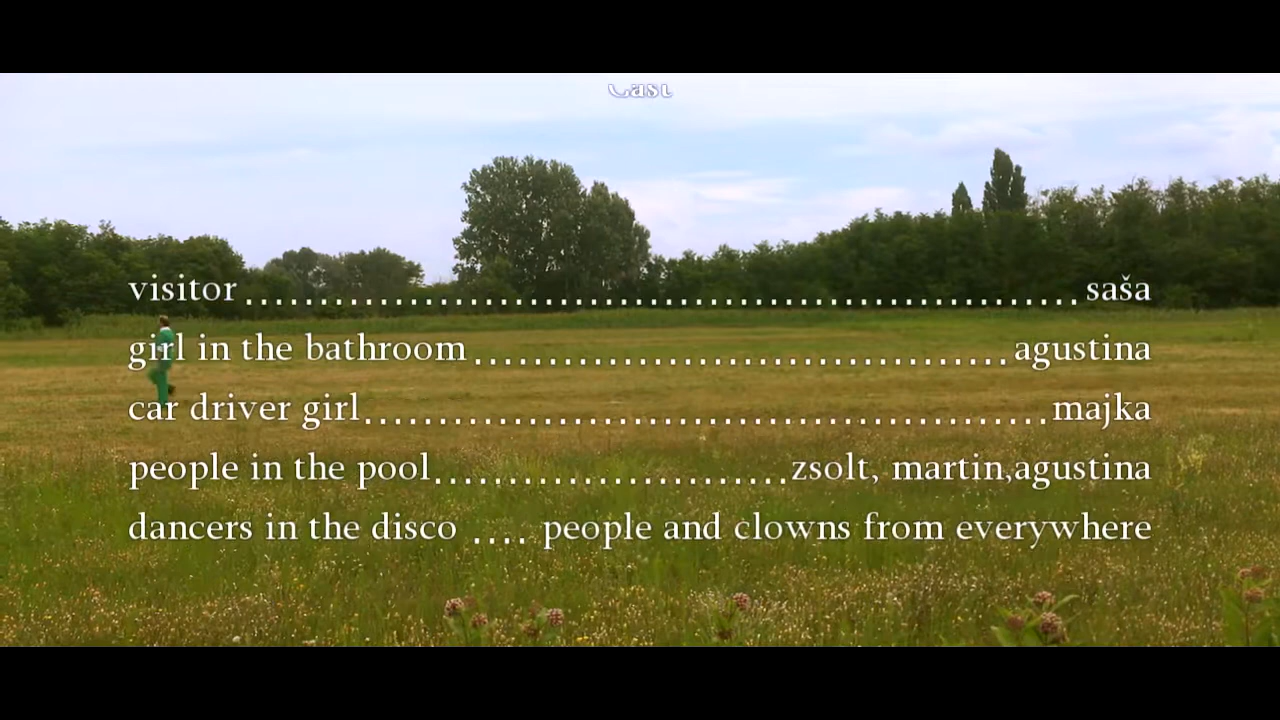 Cast
visitor........................................................saša
girl in the bathroom....................................agustina
car driver girl..............................................majka
people in the pool........................zsolt, martin,agustina
dancers in the disco .... people and clowns from everywhere